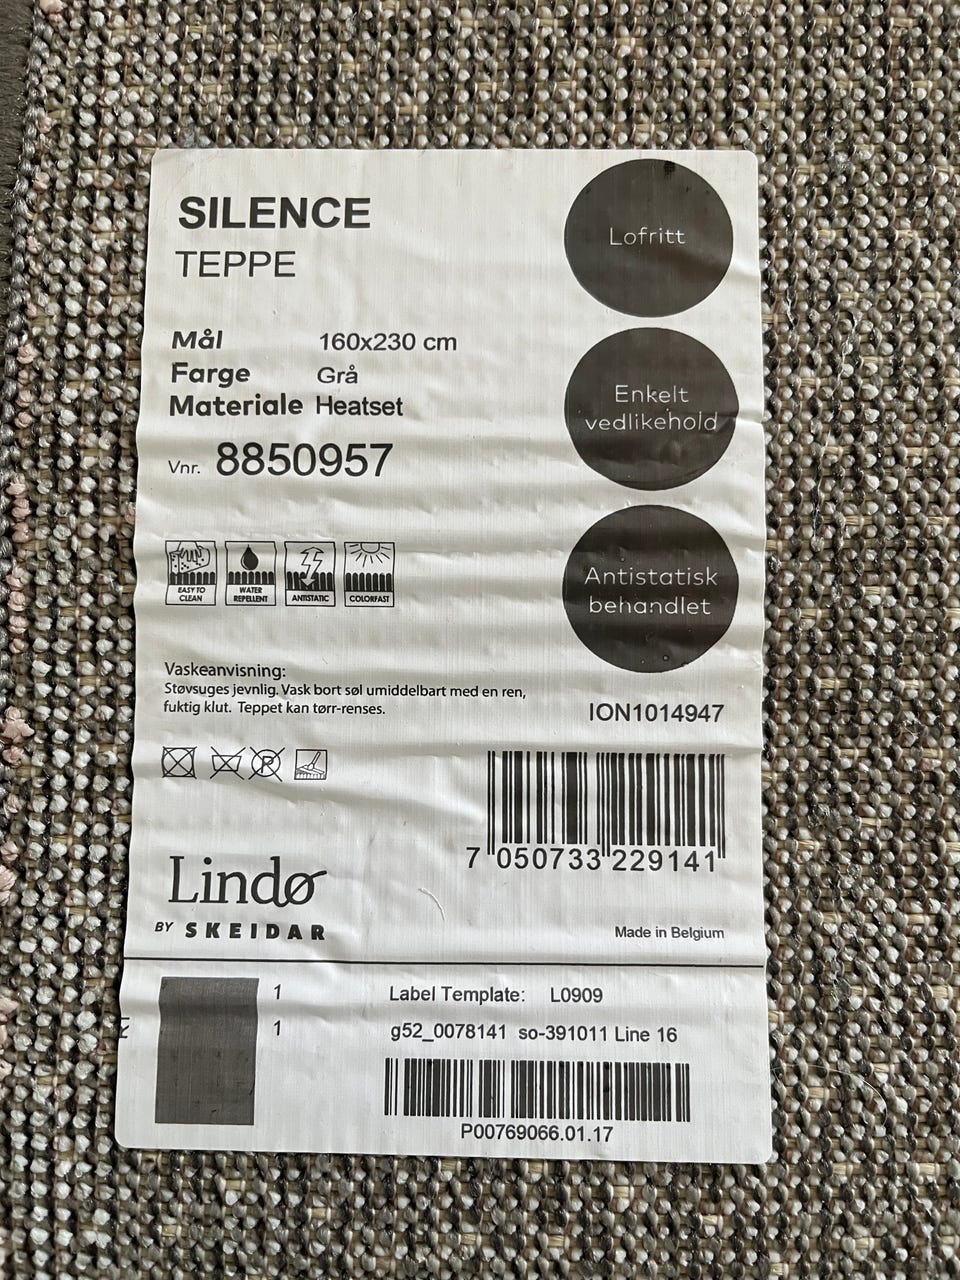 SILENCE
TEPPE
Lofritt
Mål 160x230 cm
Farge Grå
Materiale Heatset
Vnr. 8850957
Enkelt
vedlikehold
EASY TO
CLEAN
WATER
REPELLENT
ANTISTATIC
COLORFAST
Antistatisk
behandlet
Vaskeanvisning:
Støvsuges jevnlig. Vask bort søl umiddelbart med en ren,
fuktig klut. Teppet kan tørr-renses.
ION1014947
P
7 050733 229141
Lindø
BY SKEIDAR
Made in Belgium
1
1
Label Template: L0909
g52_0078141 so-391011 Line 16
P00769066.01.17